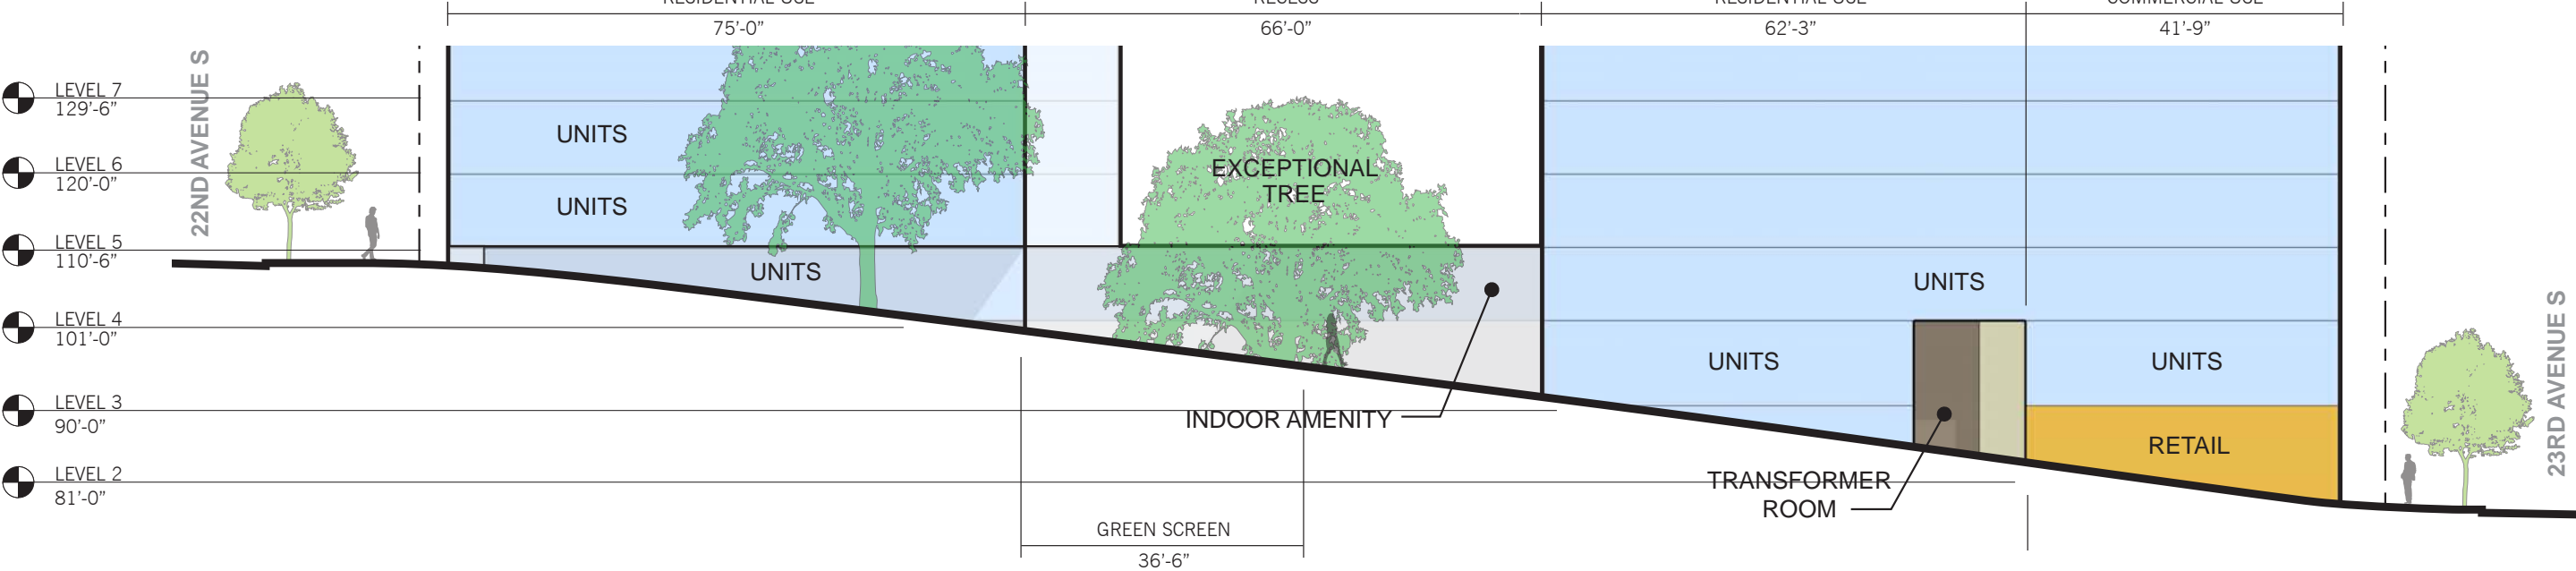 75'-0"
66'-0"
62'-3"
41'-9"
22ND AVENUE S
LEVEL 7
129'-6"
LEVEL 6
120'-0"
LEVEL 5
110'-6"
LEVEL 4
101'-0"
LEVEL 3
90'-0"
LEVEL 2
81'-0"
UNITS
UNITS
UNITS
EXCEPTIONAL
TREE
INDOOR AMENITY
UNITS
UNITS
UNITS
RETAIL
TRANSFORMER
ROOM
GREEN SCREEN
36'-6"
23RD AVENUE S